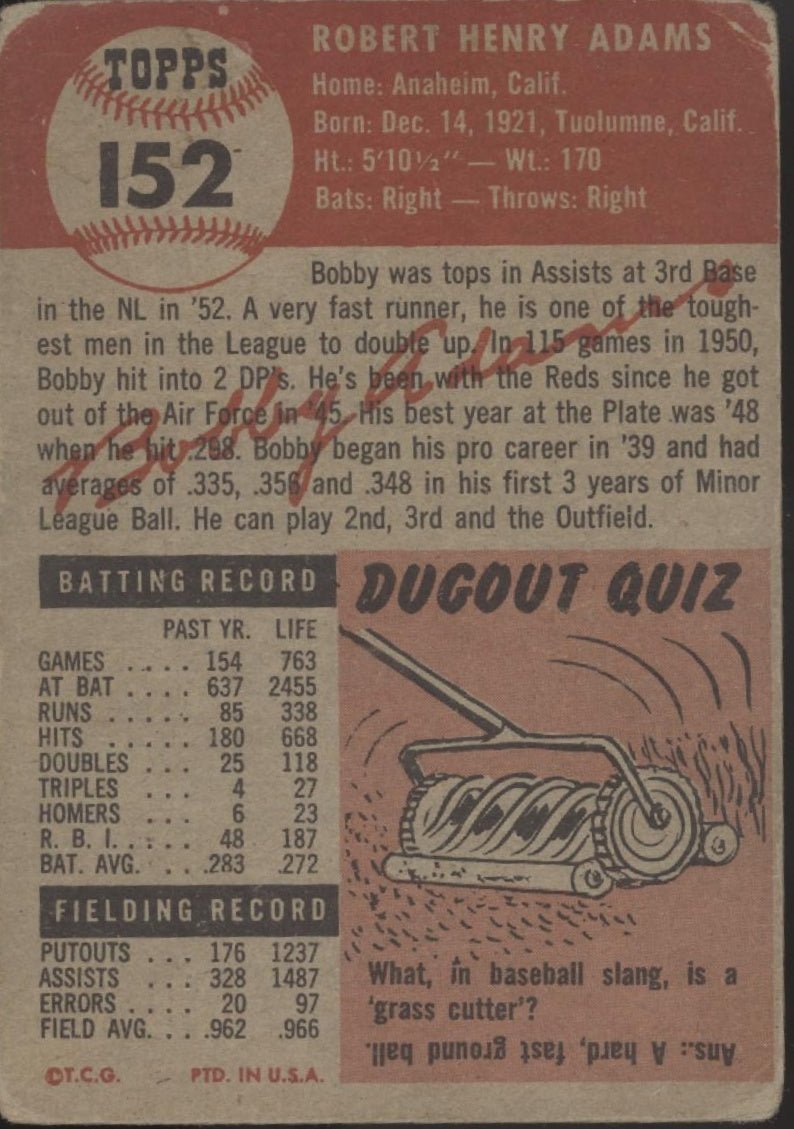 TOPPS
152
ROBERT HENRY ADAMS
Home: Anaheim, Calif.
Born: Dec. 14, 1921, Tuolumne, Calif.
Ht.: 5'10½" — Wt.: 170
Bats: Right — Throws: Right
Bobby was tops in Assists at 3rd Base
in the NL in '52. A very fast runner, he is one of the tough-
est men in the League to double up. In 115 games in 1950,
Bobby hit into 2 DP's. He's been with the Reds since he got
out of the Air Force in '45. His best year at the Plate was '48
when he hit .298. Bobby began his pro career in '39 and had
averages of .335, .356 and .348 in his first 3 years of Minor
League Ball. He can play 2nd, 3rd and the Outfield.
Bobby Adams
BATTING RECORD
PAST YR. LIFE
GAMES .... 154 763
AT BAT .... 637 2455
RUNS ..... 85 338
HITS ..... 180 668
DOUBLES ... 25 118
TRIPLES ... 4 27
HOMERS ... 6 23
R. B. I. .... 48 187
BAT. AVG. ... .283 .272
FIELDING RECORD
PUTOUTS ... 176 1237
ASSISTS ... 328 1487
ERRORS .... 20 97
FIELD AVG. ... .962 .966
©T.C.G. PTD. IN U.S.A.
DUGOUT QUIZ
What, in baseball slang, is a
'grass cutter'?
Ans.: A hard, fast ground ball.